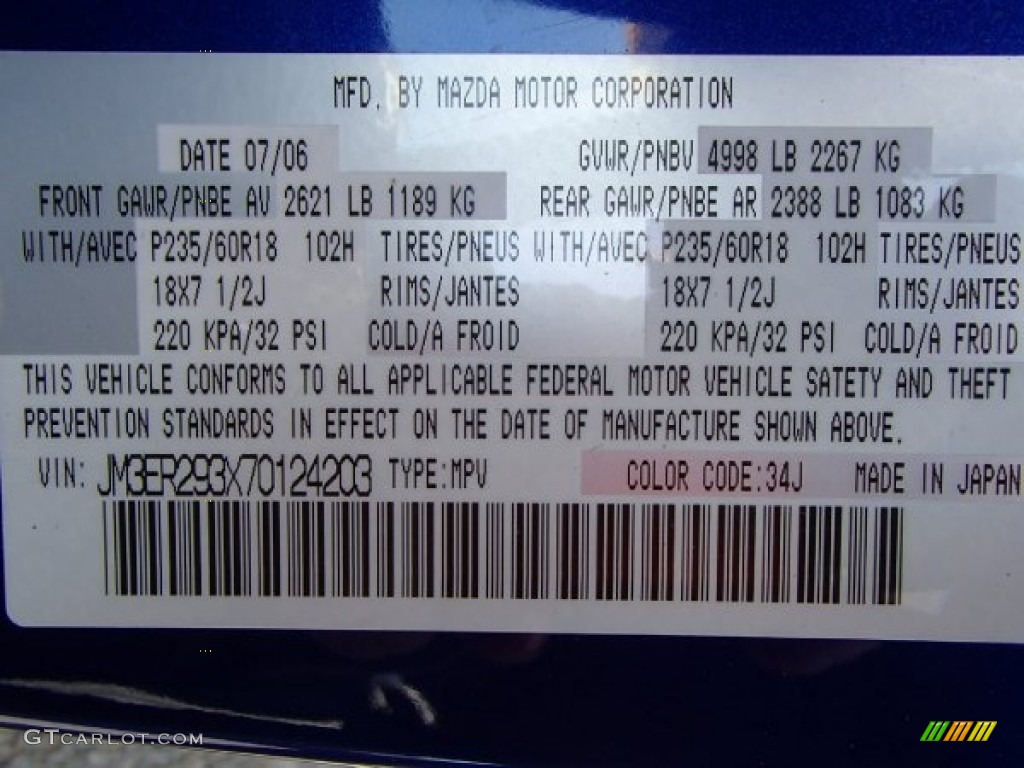 MFD. BY MAZDA MOTOR CORPORATION
DATE 07/06 GVWR/PNBV 4998 LB 2267 KG
FRONT GAWR/PNBE AV 2621 LB 1189 KG REAR GAWR/PNBE AR 2388 LB 1083 KG
WITH/AVEC P235/60R18 102H TIRES/PNEUS WITH/AVEC P235/60R18 102H TIRES/PNEUS
18X7 1/2J RIMS/JANTES 18X7 1/2J RIMS/JANTES
220 KPA/32 PSI COLD/A FROID 220 KPA/32 PSI COLD/A FROID
THIS VEHICLE CONFORMS TO ALL APPLICABLE FEDERAL MOTOR VEHICLE SATETY AND THEFT
PREVENTION STANDARDS IN EFFECT ON THE DATE OF MANUFACTURE SHOWN ABOVE.
VIN: JM3ER293X70124203 TYPE:MPV COLOR CODE:34J MADE IN JAPAN
GTCARLOT.COM